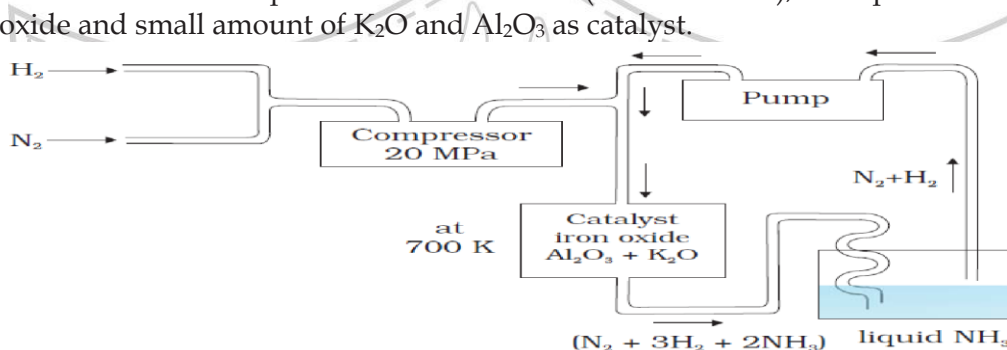 oxide and small amount of K₂O and Al₂O₃ as catalyst.
H₂
Pump
Compressor
20 MPa
N₂
N₂+H₂
at
700 K
Catalyst
iron oxide
Al₂O₃ + K₂O
(N₂ + 3H₂ + 2NH₃)
liquid NH₃